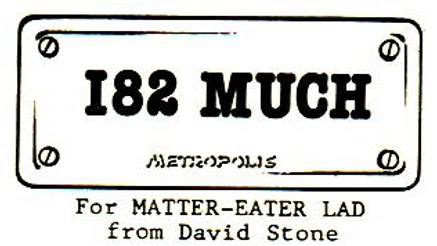 I82 MUCH
METROPOLIS
For MATTER-EATER LAD
from David Stone